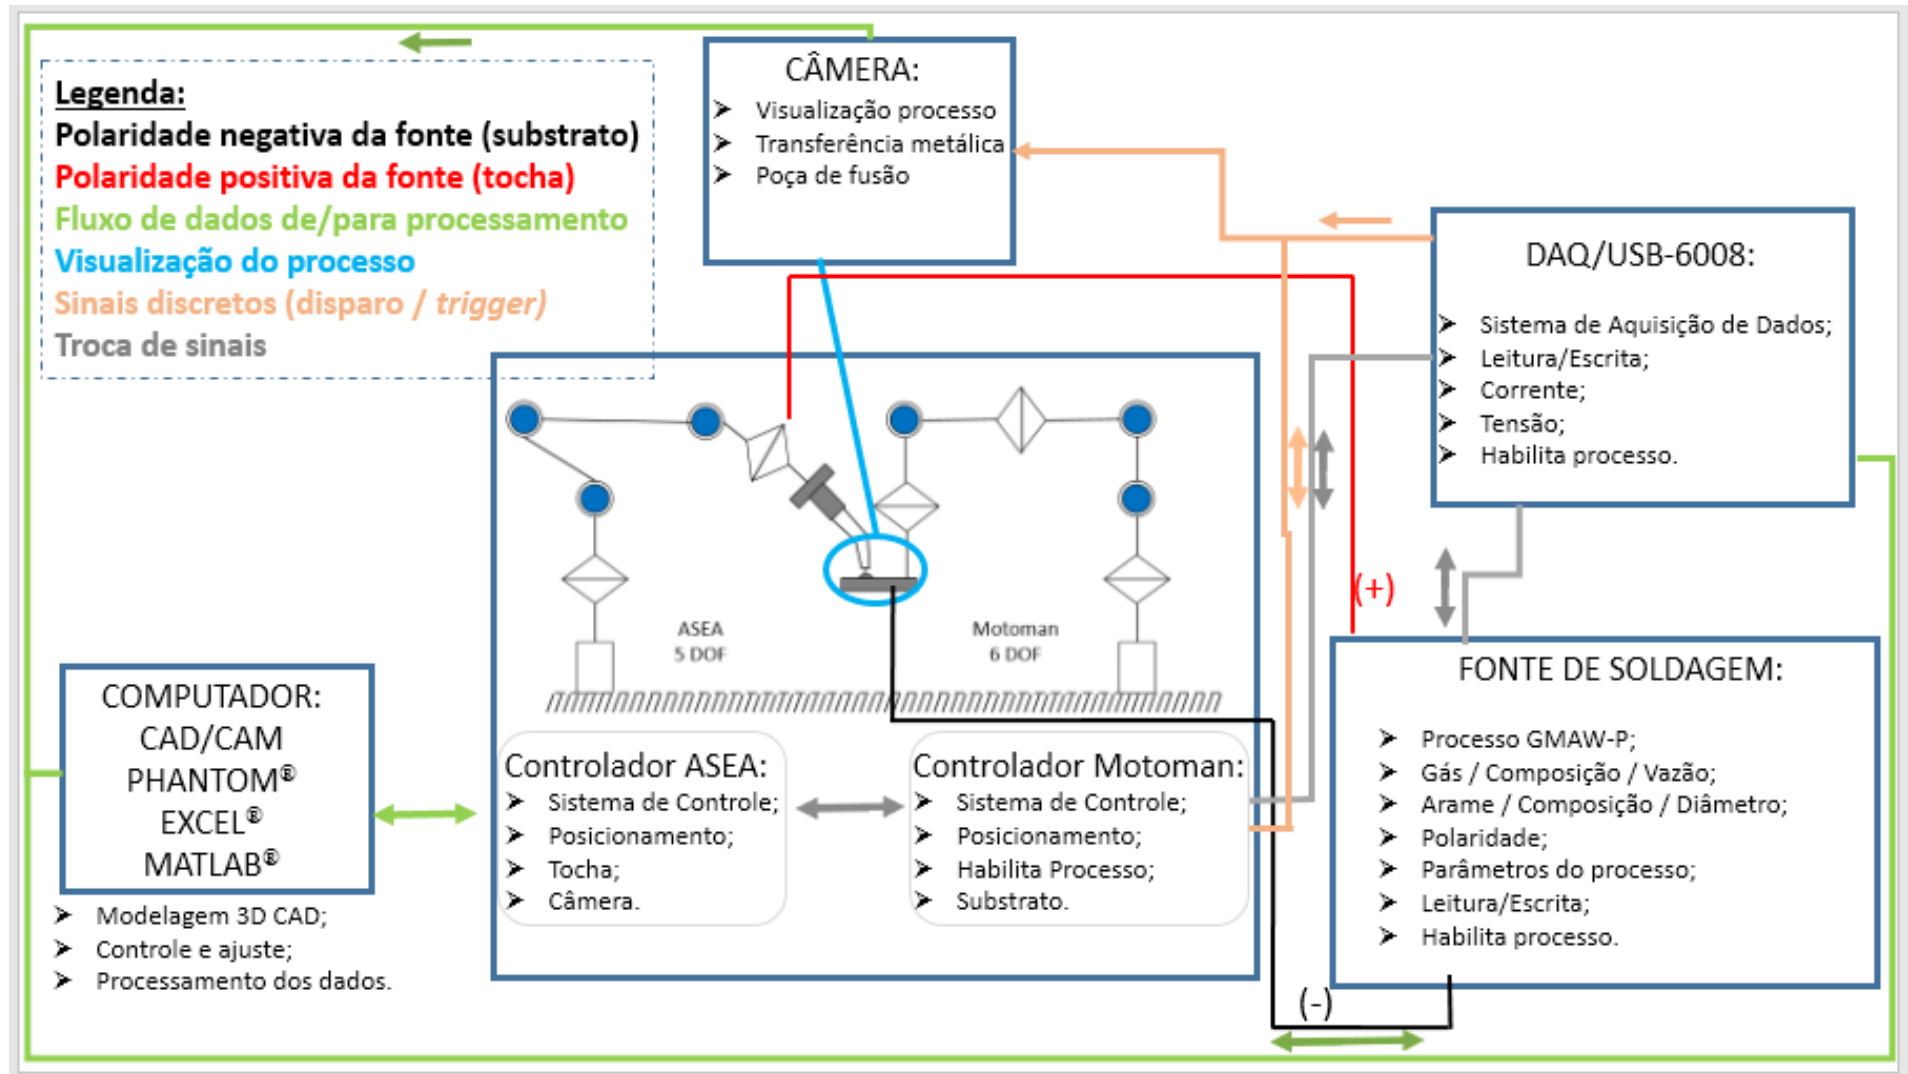 Legenda:
Polaridade negativa da fonte (substrato)
Polaridade positiva da fonte (tocha)
Fluxo de dados de/para processamento
Visualização do processo
Sinais discretos (disparo / trigger)
Troca de sinais
CÂMERA:
➢ Visualização processo
➢ Transferência metálica
➢ Poça de fusão
DAQ/USB-6008:
➢ Sistema de Aquisição de Dados;
➢ Leitura/Escrita;
➢ Corrente;
➢ Tensão;
➢ Habilita processo.
ASEA
5 DOF
Motoman
6 DOF
(+)
COMPUTADOR:
CAD/CAM
PHANTOM®
EXCEL®
MATLAB®
➢ Modelagem 3D CAD;
➢ Controle e ajuste;
➢ Processamento dos dados.
Controlador ASEA:
➢ Sistema de Controle;
➢ Posicionamento;
➢ Tocha;
➢ Câmera.
Controlador Motoman:
➢ Sistema de Controle;
➢ Posicionamento;
➢ Habilita Processo;
➢ Substrato.
FONTE DE SOLDAGEM:
➢ Processo GMAW-P;
➢ Gás / Composição / Vazão;
➢ Arame / Composição / Diâmetro;
➢ Polaridade;
➢ Parâmetros do processo;
➢ Leitura/Escrita;
➢ Habilita processo.
(-)